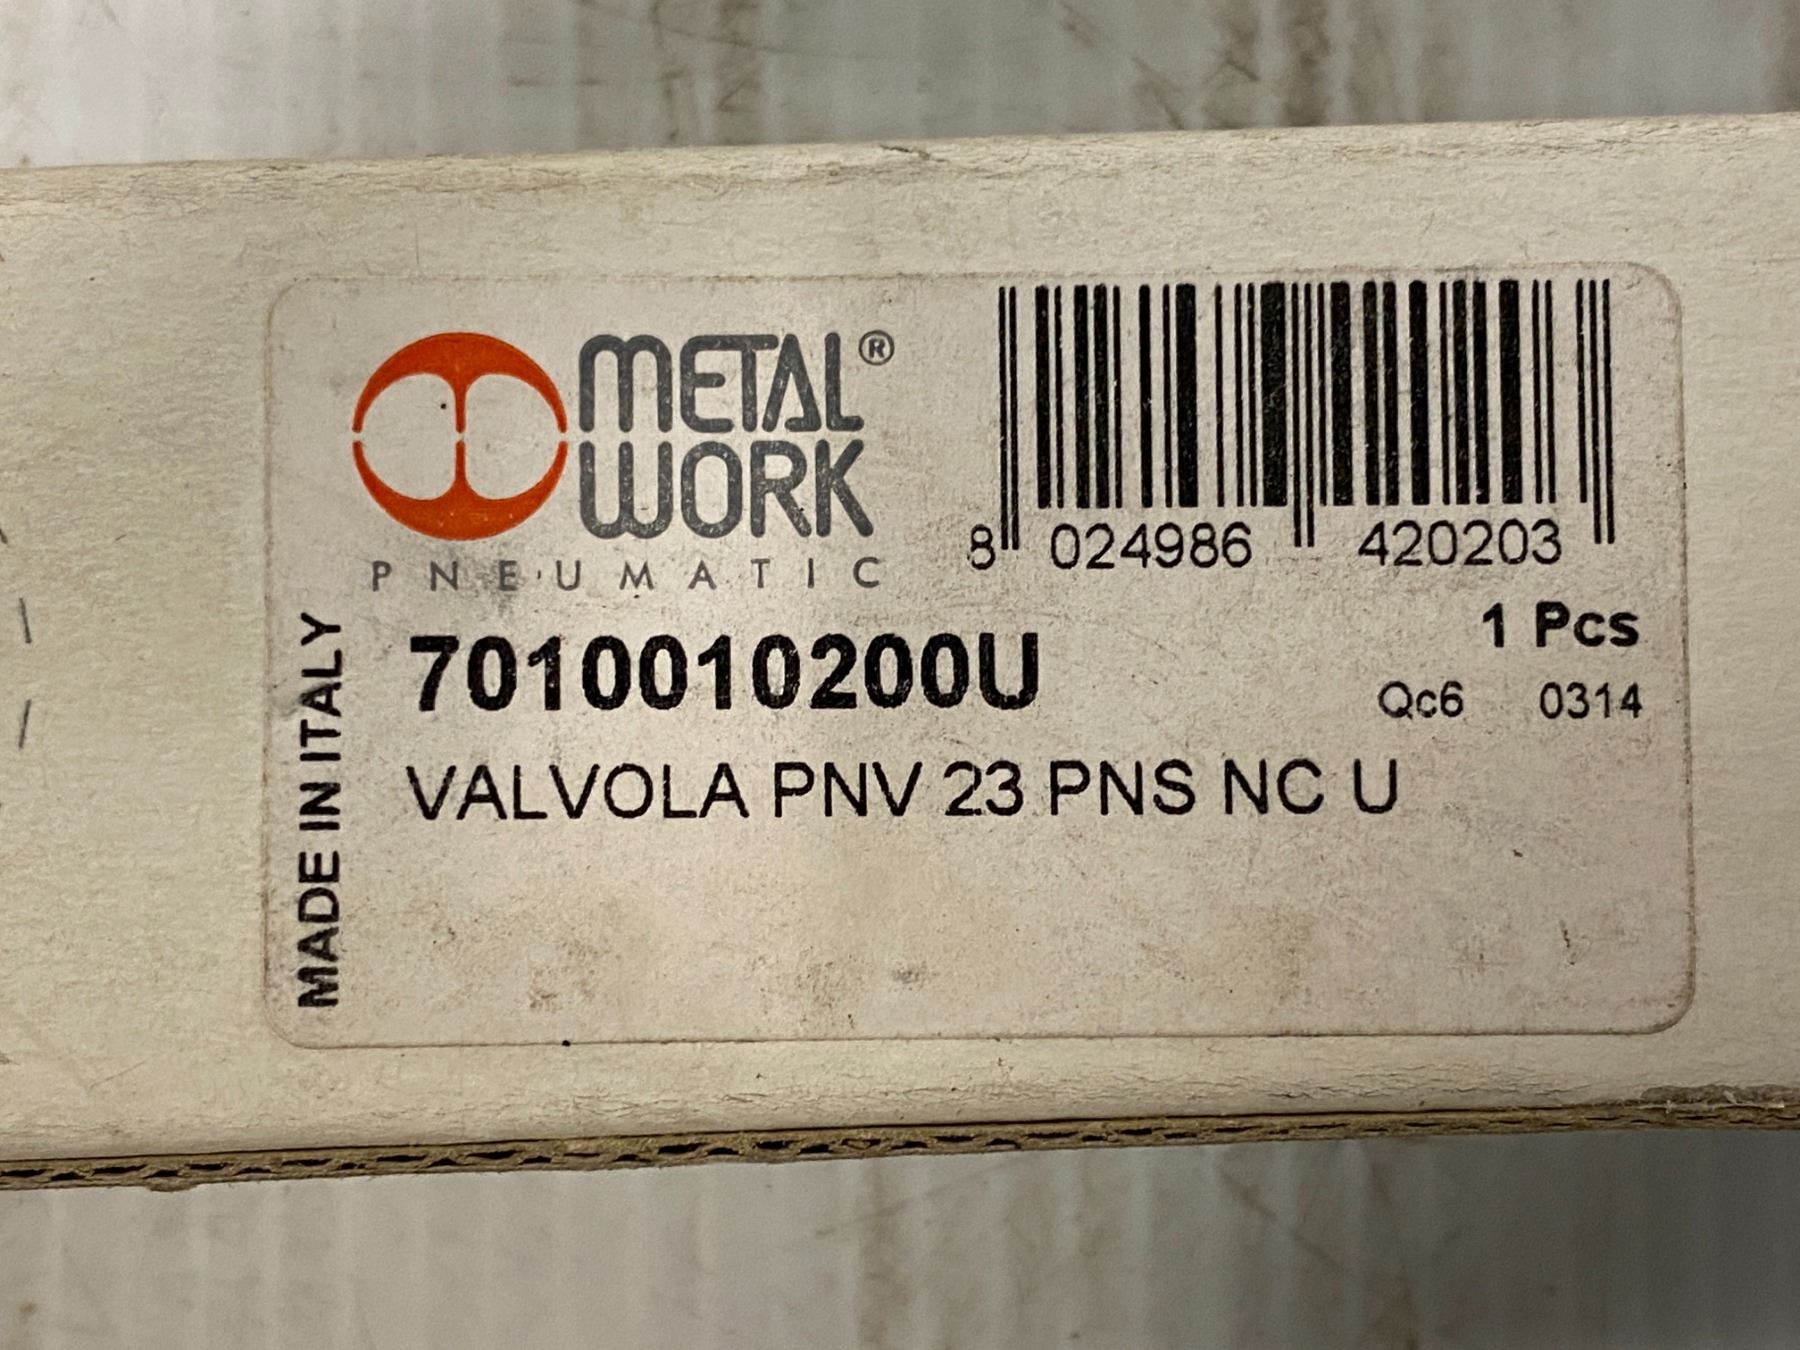 METAL®
WORK
PNEUMATIC
8 024986 420203
MADE IN ITALY
7010010200U
1 Pcs
Qc6 0314
VALVOLA PNV 23 PNS NC U